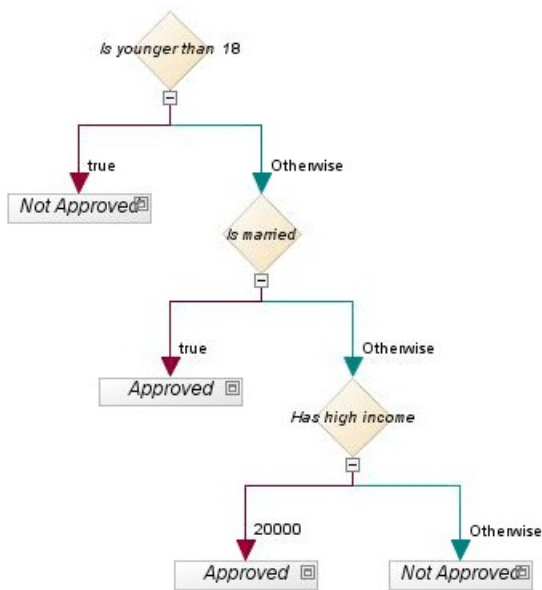 Is younger than 18
true
Otherwise
Not Approved
Is married
true
Otherwise
Approved
Has high income
20000
Otherwise
Approved
Not Approved